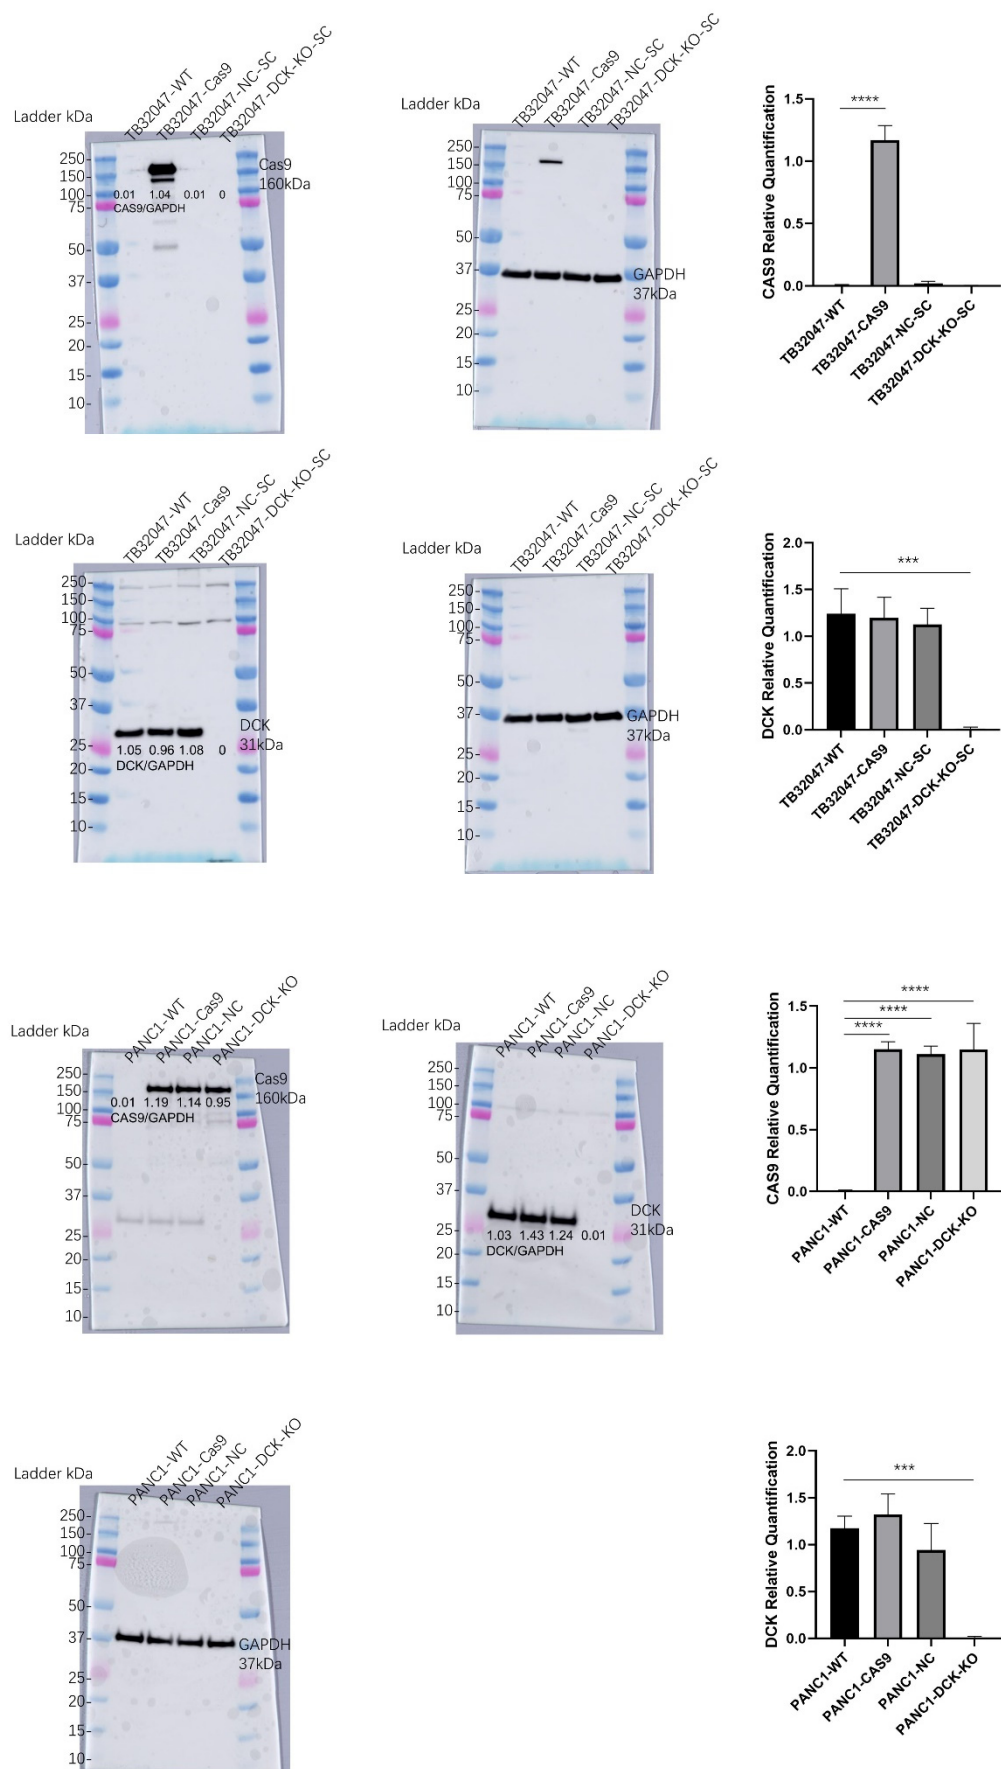 TB32047-WT
TB32047-Cas9
TB32047-NC-SC
TB32047-DCK-KO-SC
Ladder kDa
250
150
100
75
50
37
25
20
15
10
Cas9
160kDa
0.01 1.04 0.01 0
CAS9/GAPDH
TB32047-WT
TB32047-Cas9
TB32047-NC-SC
TB32047-DCK-KO-SC
Ladder kDa
250
150
100
75
50
37
25
20
15
10
GAPDH
37kDa
CAS9 Relative Quantification
1.5
1.0
0.5
0.0
****
TB32047-WT
TB32047-CAS9
TB32047-NC-SC
TB32047-DCK-KO-SC
TB32047-WT
TB32047-Cas9
TB32047-NC-SC
TB32047-DCK-KO-SC
Ladder kDa
250
150
100
75
50
37
25
20
15
10
DCK
31kDa
1.05 0.96 1.08 0
DCK/GAPDH
TB32047-WT
TB32047-Cas9
TB32047-NC-SC
TB32047-DCK-KO-SC
Ladder kDa
250
150
100
75
50
37
25
20
15
10
GAPDH
37kDa
DCK Relative Quantification
2.0
1.5
1.0
0.5
0.0
***
TB32047-WT
TB32047-CAS9
TB32047-NC-SC
TB32047-DCK-KO-SC
PANC1-WT
PANC1-Cas9
PANC1-NC
PANC1-DCK-KO
Ladder kDa
250
150
100
75
50
37
25
20
15
10
Cas9
160kDa
0.01 1.19 1.14 0.95
CAS9/GAPDH
PANC1-WT
PANC1-Cas9
PANC1-NC
PANC1-DCK-KO
Ladder kDa
250
150
100
75
50
37
25
20
15
10
DCK
31kDa
1.03 1.43 1.24 0.01
DCK/GAPDH
CAS9 Relative Quantification
1.5
1.0
0.5
0.0
****
****
****
PANC1-WT
PANC1-CAS9
PANC1-NC
PANC1-DCK-KO
PANC1-WT
PANC1-Cas9
PANC1-NC
PANC1-DCK-KO
Ladder kDa
250
150
100
75
50
37
25
20
15
10
GAPDH
37kDa
DCK Relative Quantification
2.0
1.5
1.0
0.5
0.0
***
PANC1-WT
PANC1-CAS9
PANC1-NC
PANC1-DCK-KO